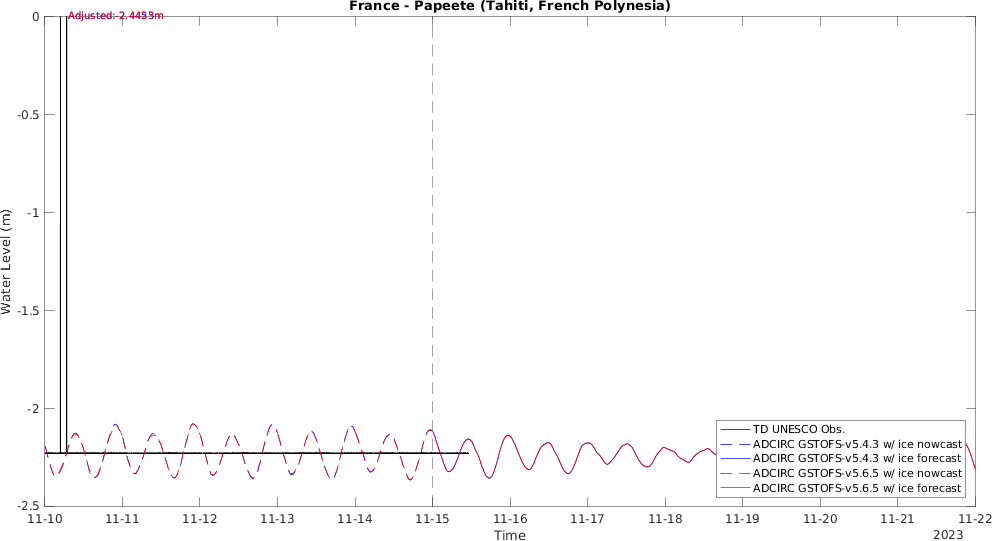 France - Papeete (Tahiti, French Polynesia)
Adjusted:
0
-0.5
-1
-1.5
-2
-2.5
Water Level (m)
TD UNESCO Obs.
ADCIRC GSTOFS-v5.4.3 w/ ice nowcast
ADCIRC GSTOFS-v5.4.3 w/ ice forecast
ADCIRC GSTOFS-v5.6.5 w/ ice nowcast
ADCIRC GSTOFS-v5.6.5 w/ ice forecast
11-10 11-11 11-12 11-13 11-14 11-15 11-16 11-17 11-18 11-19 11-20 11-21 11-22
Time
2023